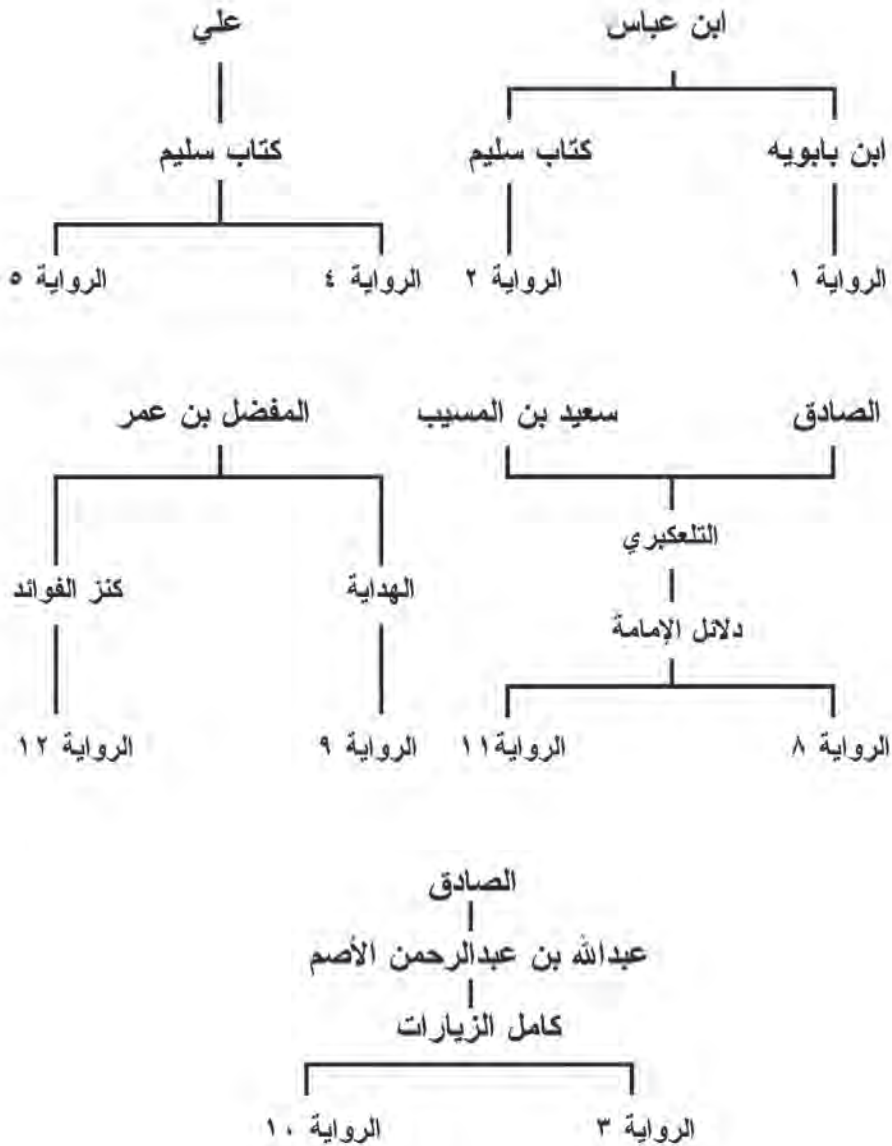 ابن عباس علي
ابن بابويه كتاب سليم كتاب سليم
الرواية ١ الرواية ٢ الرواية ٤ الرواية ٥
الصادق سعيد بن المسيب المفضل بن عمر
التلعكبري
الهداية كنز الفوائد
دلائل الإمامة
الرواية ٨ الرواية١١ الرواية ٩ الرواية ١٢
الصادق
عبدالله بن عبدالرحمن الأصم
كامل الزيارات
الرواية ٣ الرواية ١٠